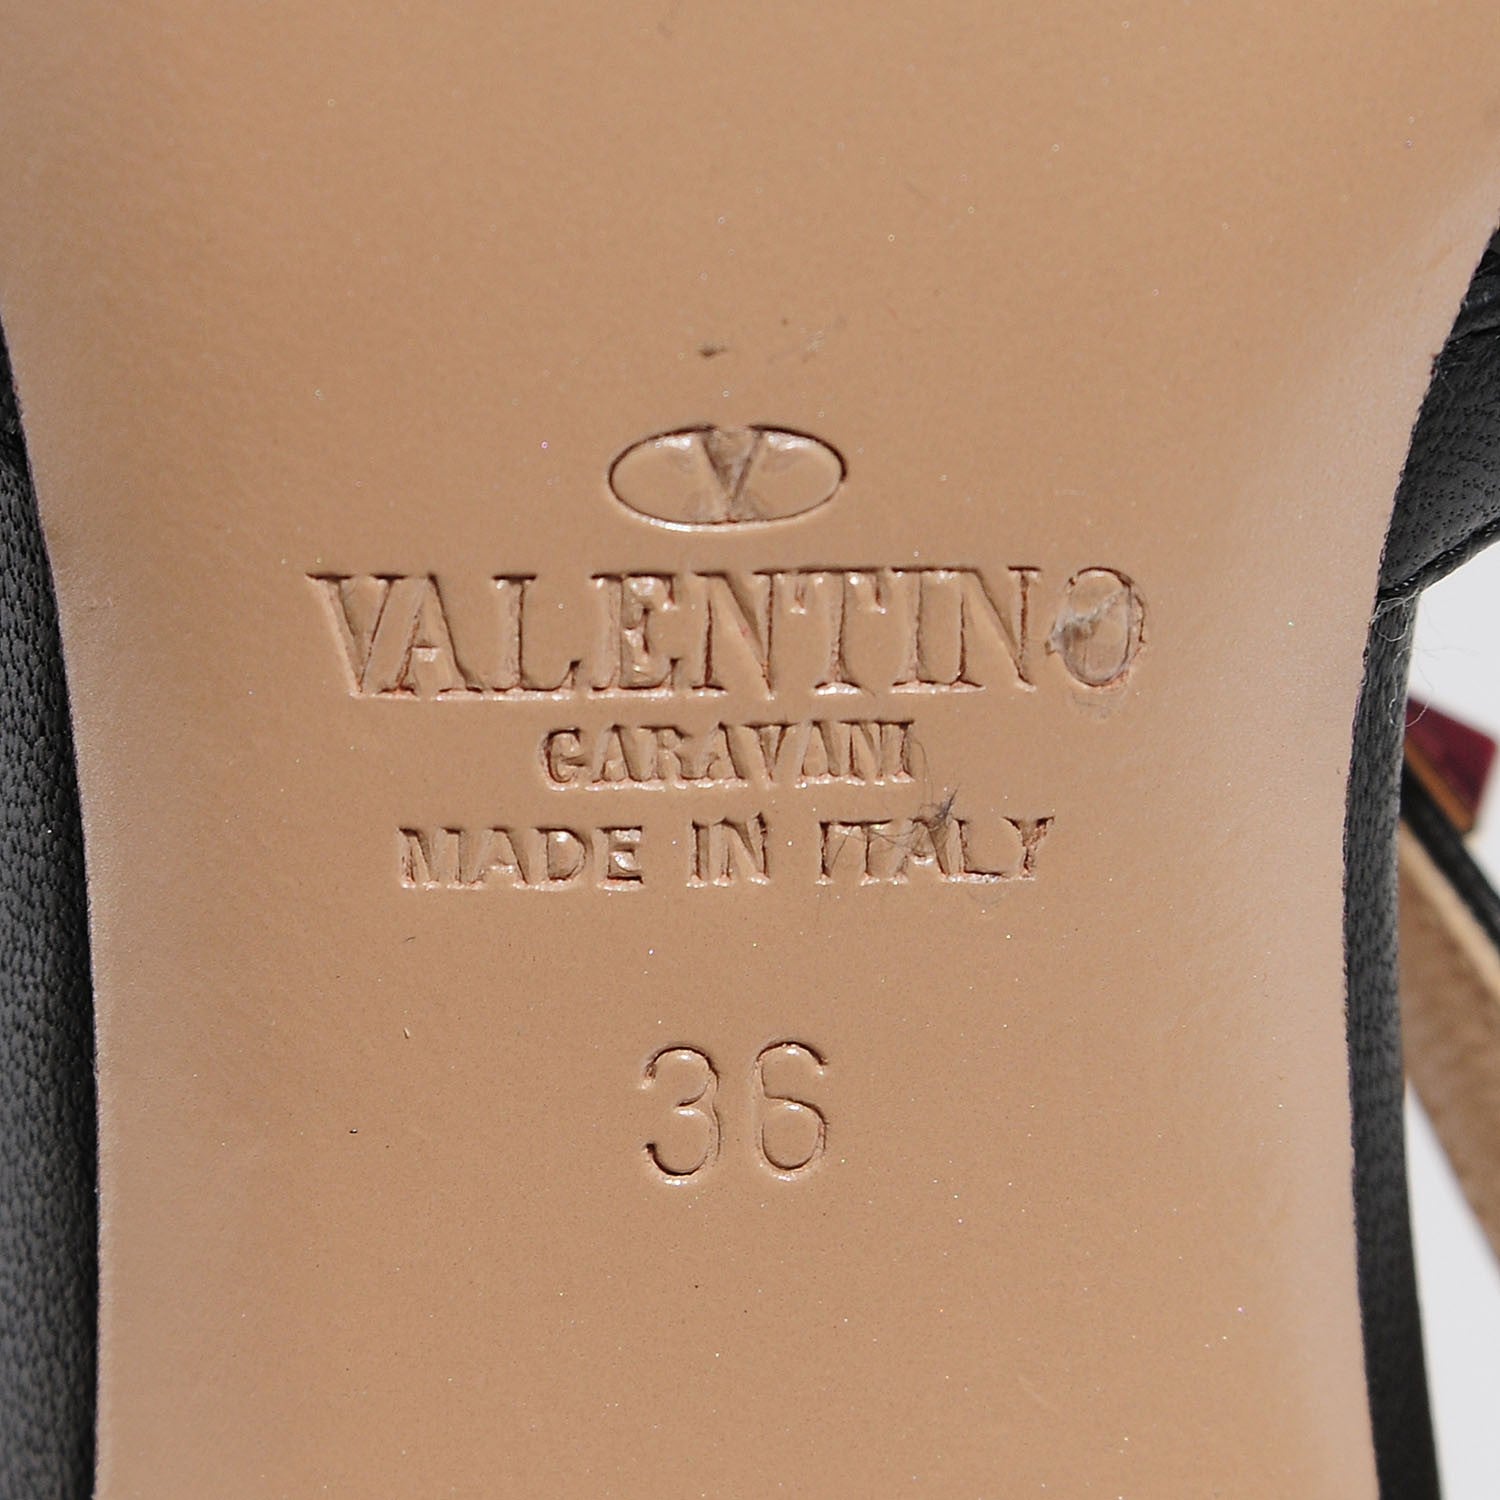 V
VALENTINO
GARAVANI
MADE IN ITALY
36